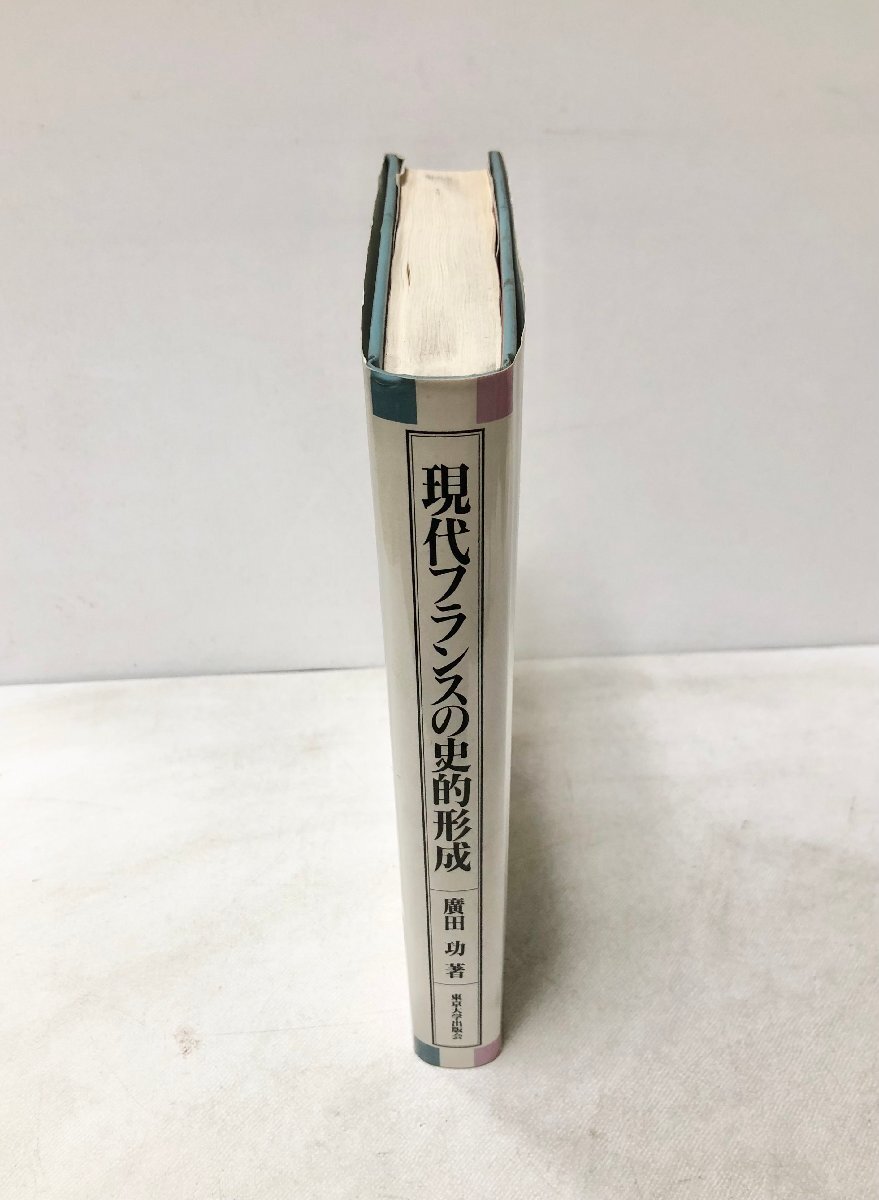 現代フランスの史的形成
廣田 功 著
東京大学出版会